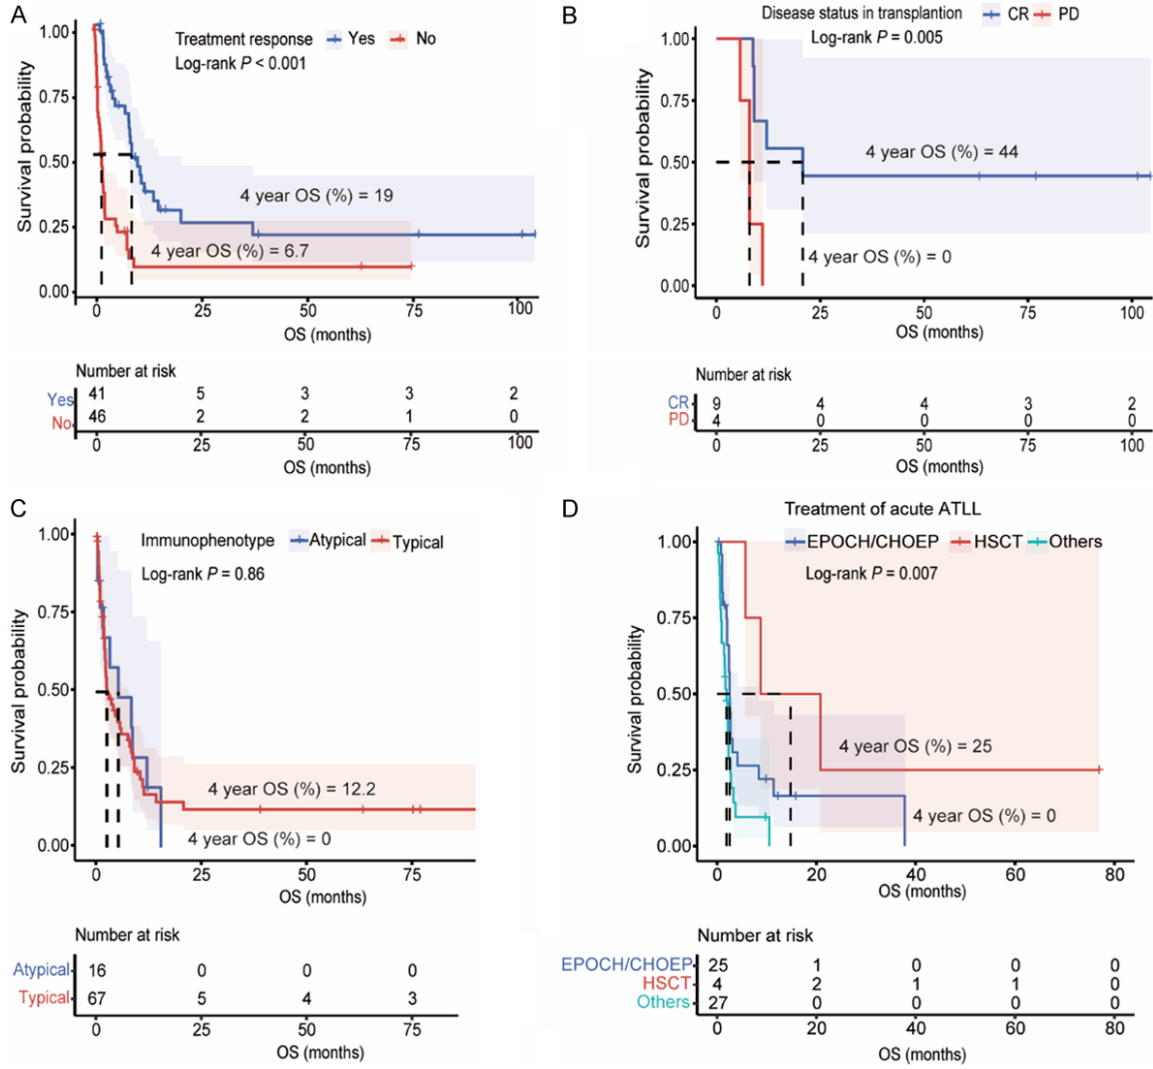 A
Treatment response Yes No
Log-rank P < 0.001
Survival probability
1.00
0.75
0.50
0.25
0.00
4 year OS (%) = 19
4 year OS (%) = 6.7
0 25 50 75 100
OS (months)
Number at risk
Yes 41 5 3 3 2
No 46 2 2 1 0
0 25 50 75 100
OS (months)
B
Disease status in transplantion CR PD
Log-rank P = 0.005
Survival probability
1.00
0.75
0.50
0.25
0.00
4 year OS (%) = 44
4 year OS (%) = 0
0 25 50 75 100
OS (months)
Number at risk
CR 9 4 4 3 2
PD 4 0 0 0 0
0 25 50 75 100
OS (months)
C
Immunophenotype Atypical Typical
Log-rank P = 0.86
Survival probability
1.00
0.75
0.50
0.25
0.00
4 year OS (%) = 12.2
4 year OS (%) = 0
0 25 50 75
OS (months)
Number at risk
Atypical 16 0 0 0
Typical 67 5 4 3
0 25 50 75
OS (months)
D
Treatment of acute ATLL
EPOCH/CHOEP HSCT Others
Log-rank P = 0.007
Survival probability
1.00
0.75
0.50
0.25
0.00
4 year OS (%) = 25
4 year OS (%) = 0
0 20 40 60 80
OS (months)
Number at risk
EPOCH/CHOEP 25 1 0 0 0
HSCT 4 2 1 1 0
Others 27 0 0 0 0
0 20 40 60 80
OS (months)